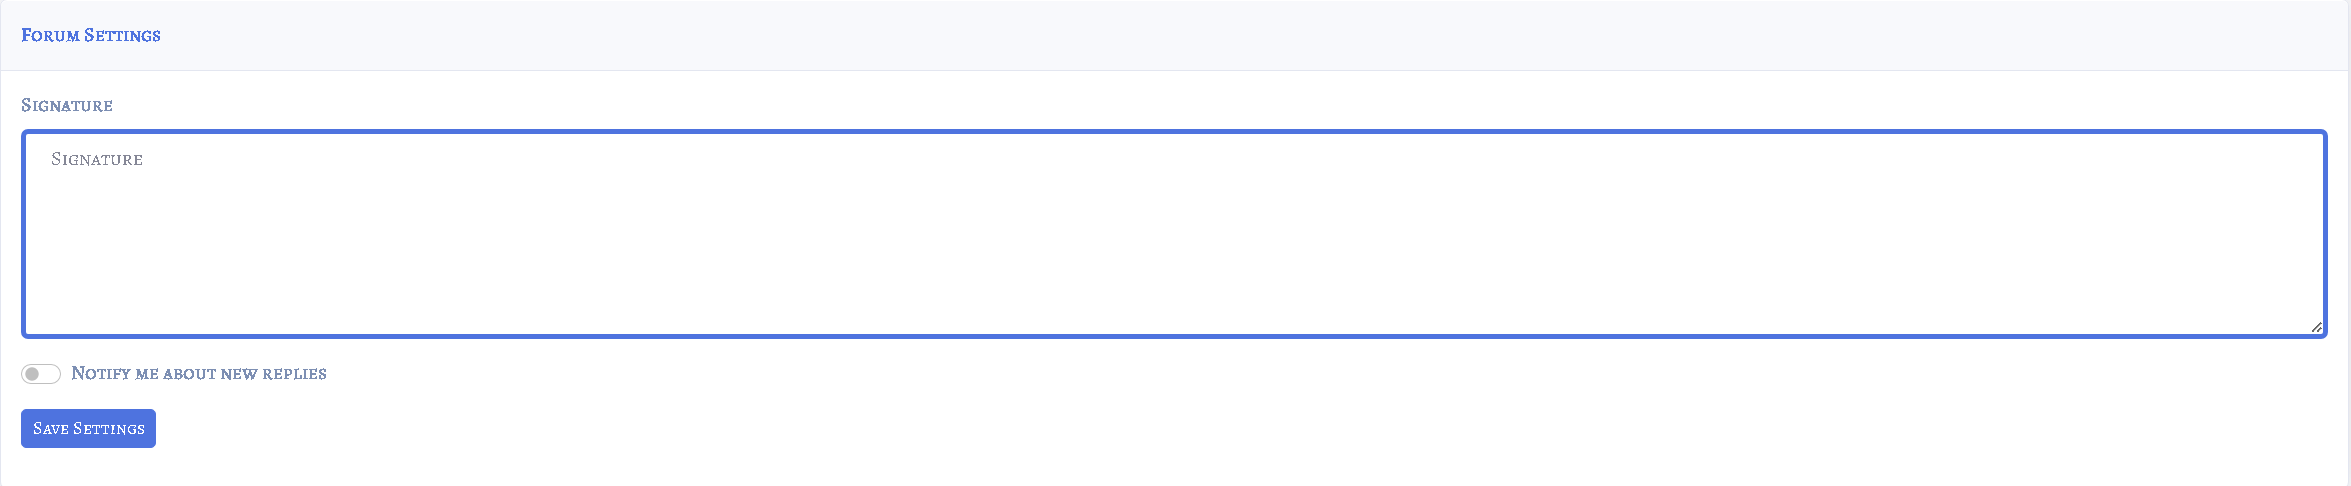 Forum Settings
Signature
Signature
Notify me about new replies
Save Settings